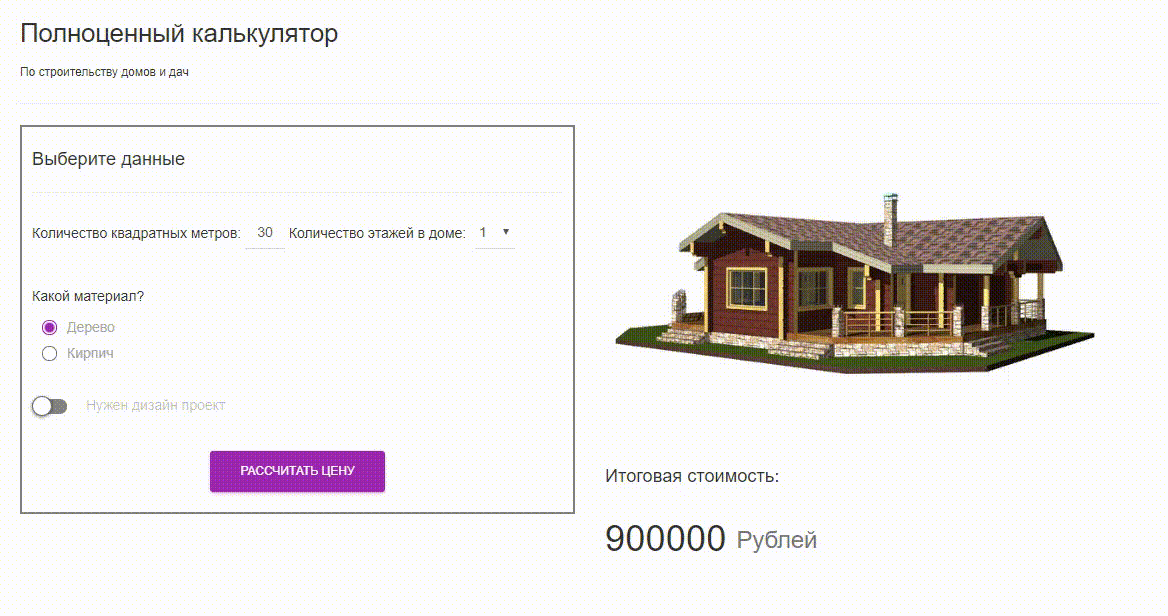 Полноценный калькулятор
По строительству домов и дач
Выберите данные
Количество квадратных метров: 30 Количество этажей в доме: 1
Какой материал?
Дерево
Кирпич
Нужен дизайн проект
РАССЧИТАТЬ ЦЕНУ
Итоговая стоимость:
900000 Рублей